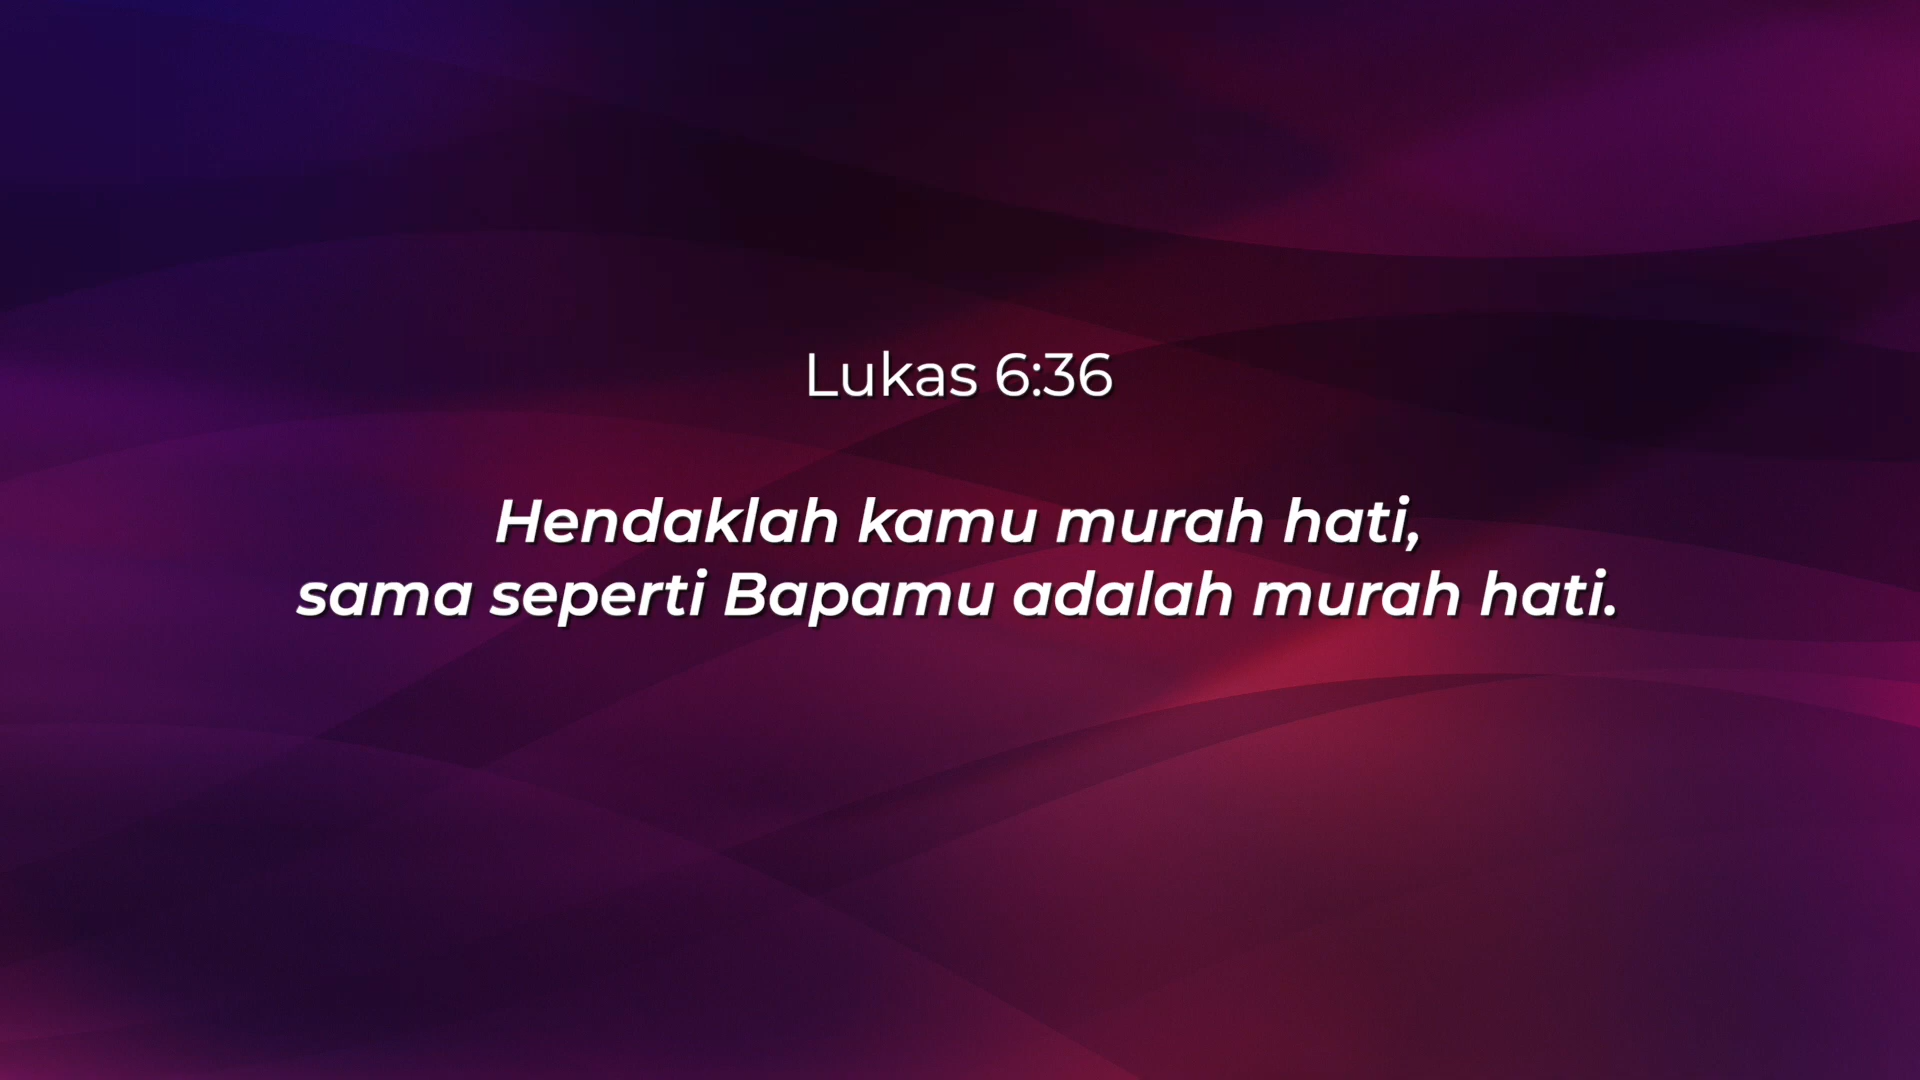 Lukas 6:36
Hendaklah kamu murah hati,
sama seperti Bapamu adalah murah hati.